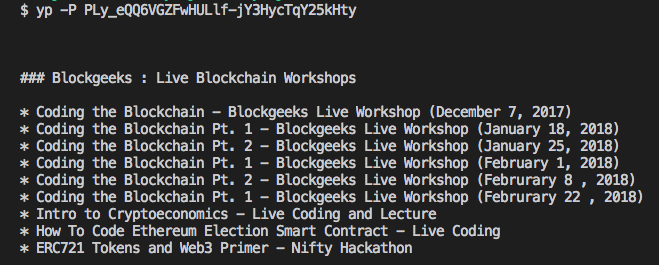 $ yp -P PLy_eQQ6VGZFwHULlf-jY3HycTqY25kHty
### Blockgeeks : Live Blockchain Workshops
* Coding the Blockchain - Blockgeeks Live Workshop (December 7, 2017)
* Coding the Blockchain Pt. 1 - Blockgeeks Live Workshop (January 18, 2018)
* Coding the Blockchain Pt. 2 - Blockgeeks Live Workshop (January 25, 2018)
* Coding the Blockchain Pt. 1 - Blockgeeks Live Workshop (Februrary 1, 2018)
* Coding the Blockchain Pt. 2 - Blockgeeks Live Workshop (Februrary 8 , 2018)
* Coding the Blockchain Pt. 1 - Blockgeeks Live Workshop (Februrary 22 , 2018)
* Intro to Cryptoeconomics - Live Coding and Lecture
* How To Code Ethereum Election Smart Contract - Live Coding
* ERC721 Tokens and Web3 Primer - Nifty Hackathon